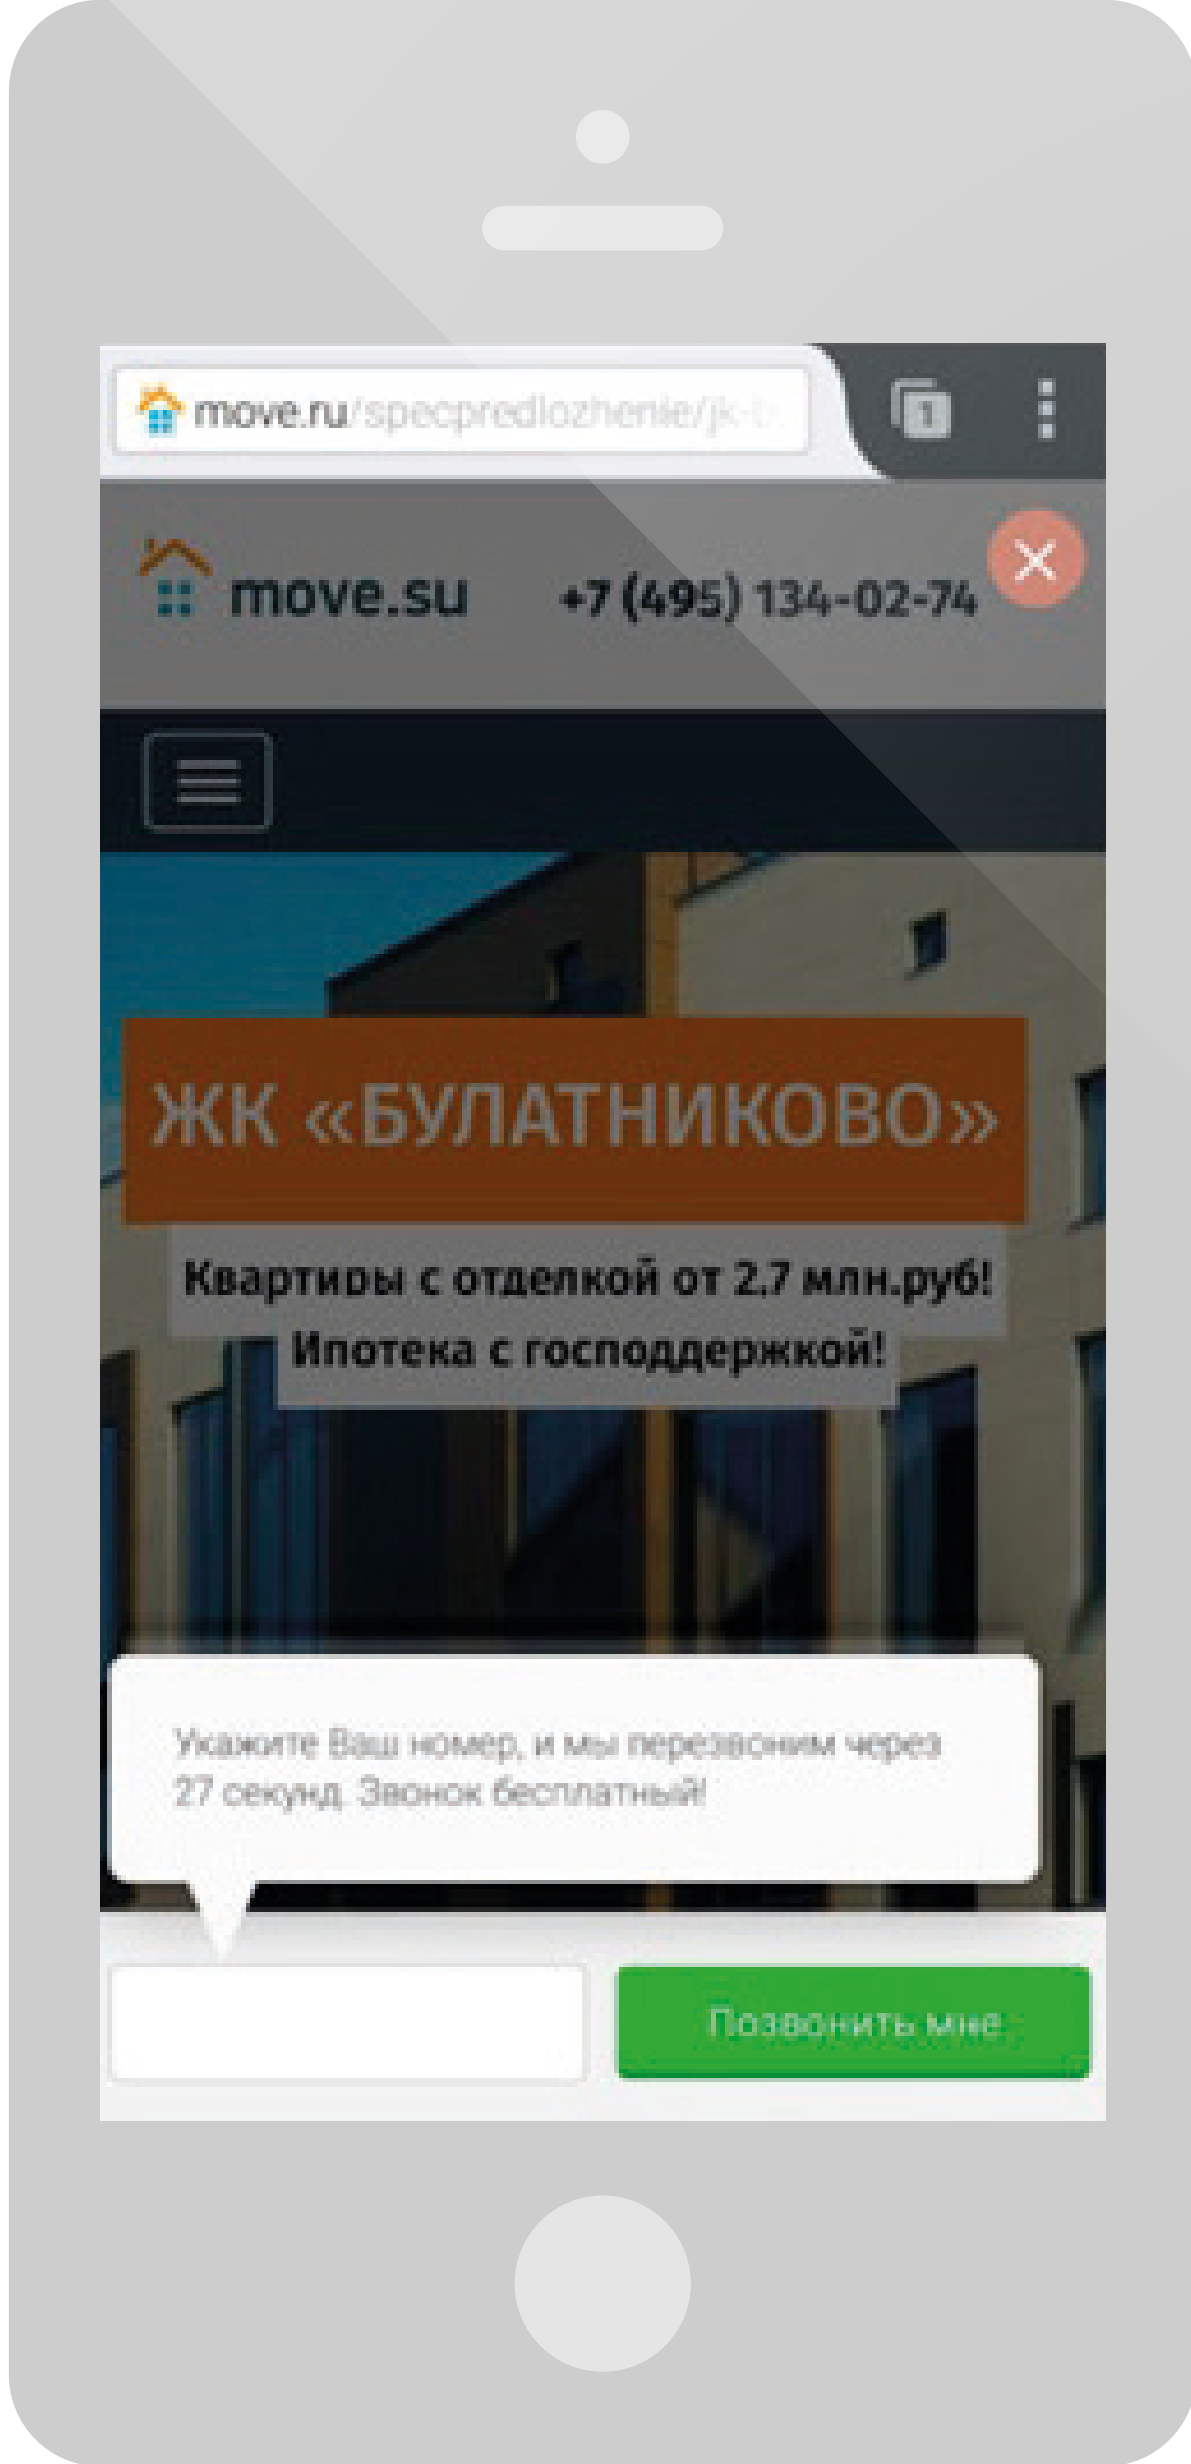 move.ru/specpredlozhenie/jk-b
1
move.su
+7 (495) 134-02-74
ЖК «БУЛАТНИКОВО»
Квартиры с отделкой от 2.7 млн.руб!
Ипотека с господдержкой!
Укажите Ваш номер, и мы перезвоним через
27 секунд. Звонок бесплатный!
Позвонить мне